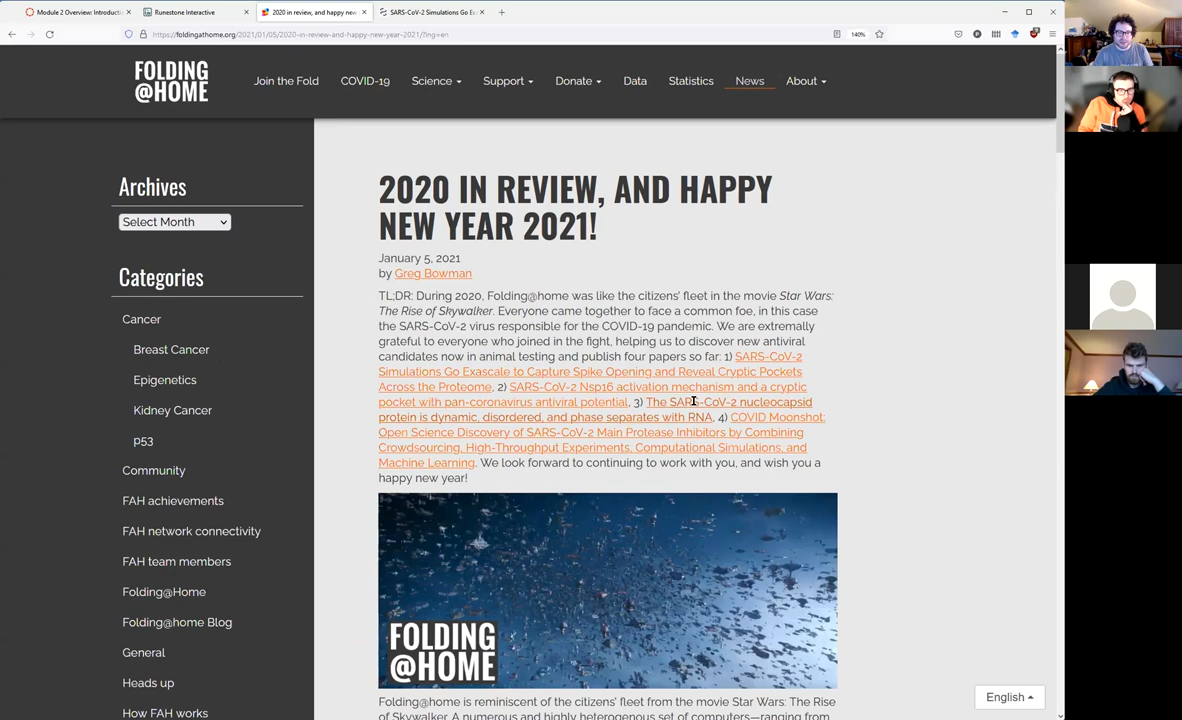 Module 2 Overview: Introducti
Runestone Interactive
2020 in review, and happy new
SARS-CoV-2 Simulations Go Ex
https://foldingathome.org/2021/01/05/2020-in-review-and-happy-new-year-2021/?lng=en
140%
FOLDING
@HOME
Join the Fold
COVID-19
Science
Support
Donate
Data
Statistics
News
About
Archives
Select Month
Categories
Cancer
Breast Cancer
Epigenetics
Kidney Cancer
p53
Community
FAH achievements
FAH network connectivity
FAH team members
Folding@Home
Folding@home Blog
General
Heads up
How FAH works
2020 IN REVIEW, AND HAPPY
NEW YEAR 2021!
January 5, 2021
by Greg Bowman
TL;DR: During 2020, Folding@home was like the citizens' fleet in the movie Star Wars:
The Rise of Skywalker. Everyone came together to face a common foe, in this case
the SARS-CoV-2 virus responsible for the COVID-19 pandemic. We are extremally
grateful to everyone who joined in the fight, helping us to discover new antiviral
candidates now in animal testing and publish four papers so far: 1) SARS-CoV-2
Simulations Go Exascale to Capture Spike Opening and Reveal Cryptic Pockets
Across the Proteome, 2) SARS-CoV-2 Nsp16 activation mechanism and a cryptic
pocket with pan-coronavirus antiviral potential, 3) The SARS-CoV-2 nucleocapsid
protein is dynamic, disordered, and phase separates with RNA, 4) COVID Moonshot:
Open Science Discovery of SARS-CoV-2 Main Protease Inhibitors by Combining
Crowdsourcing, High-Throughput Experiments, Computational Simulations, and
Machine Learning. We look forward to continuing to work with you, and wish you a
happy new year!
FOLDING
@HOME
Folding@home is reminiscent of the citizens' fleet from the movie Star Wars: The Rise
of Skywalker. A numerous and highly heterogenous set of computers—ranging from
English